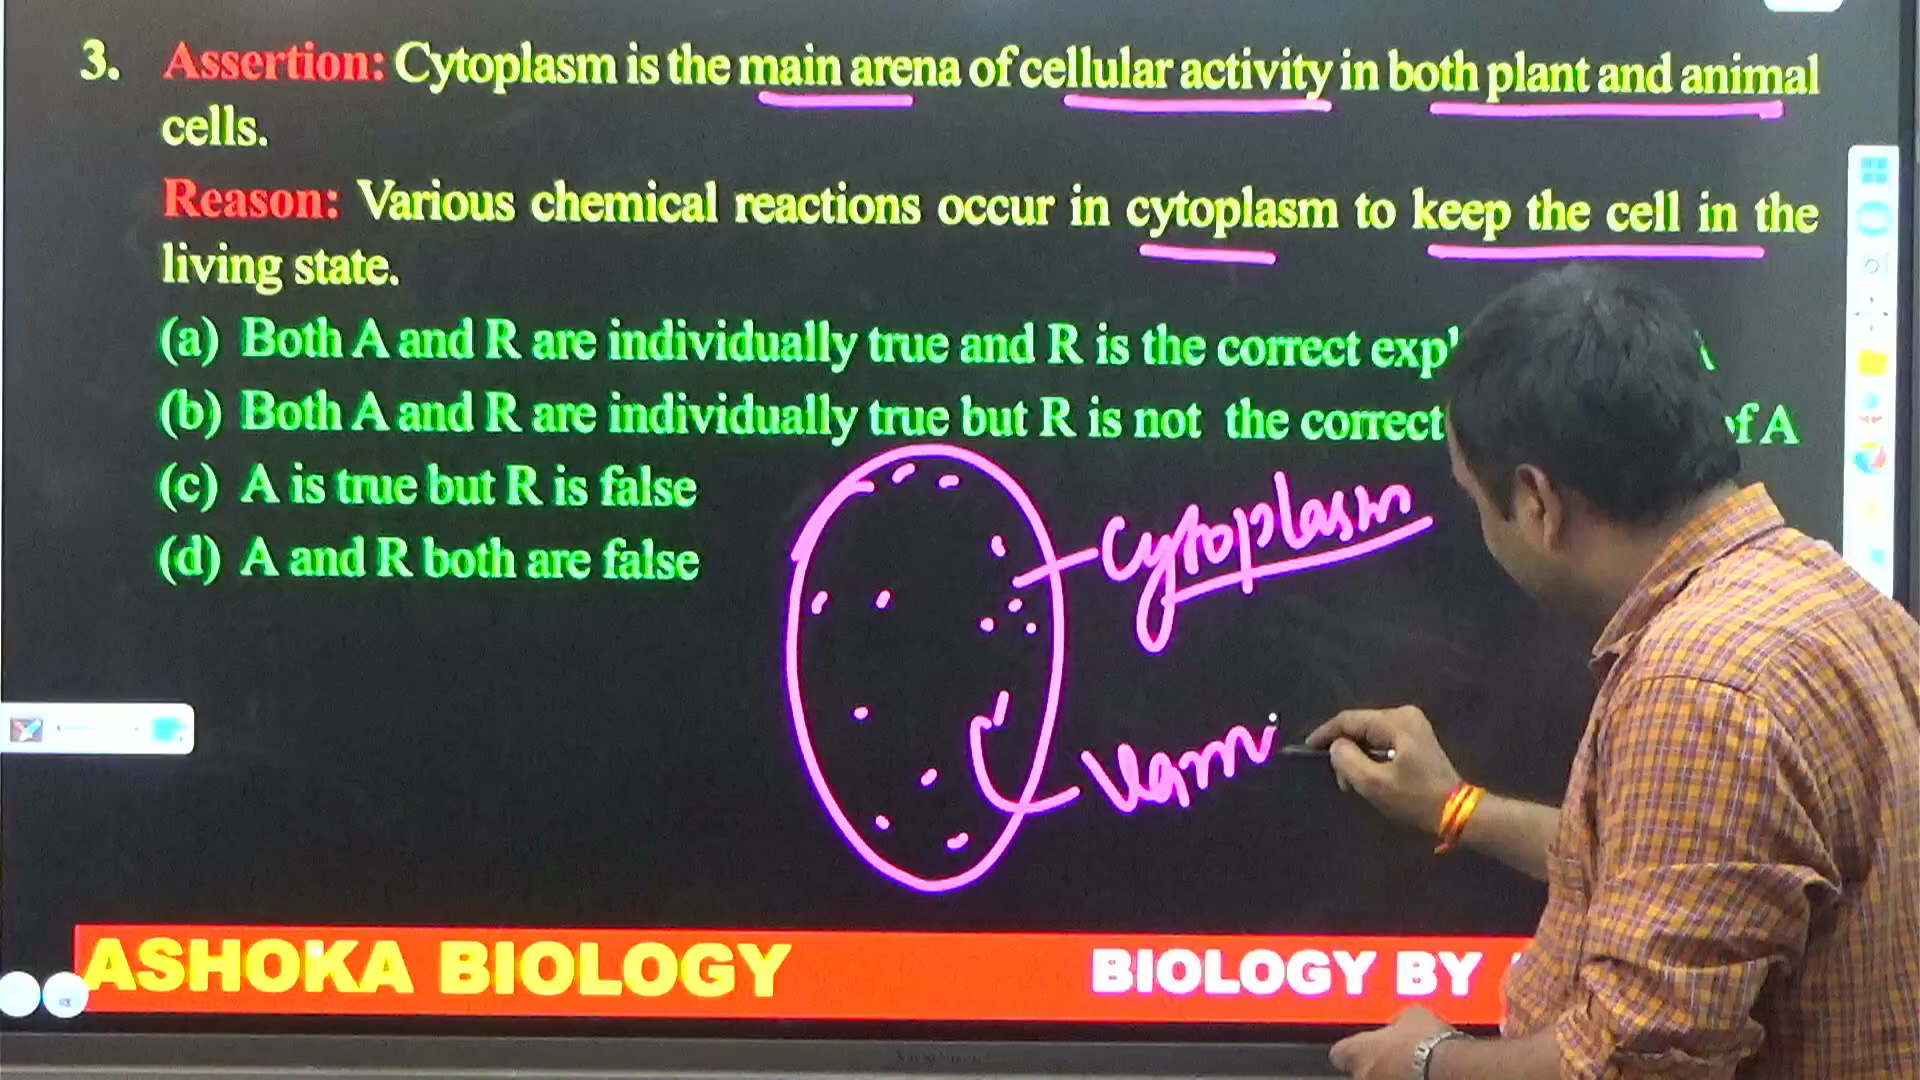 3. Assertion: Cytoplasm is the main arena of cellular activity in both plant and animal
cells.
Reason: Various chemical reactions occur in cytoplasm to keep the cell in the
living state.
(a) Both A and R are individually true and R is the correct
(b) Both A and R are individually true but R is not the correct of A
(c) A is true but R is false
(d) A and R both are false
Cytoplasm
ASHOKA BIOLOGY
BIOLOGY BY